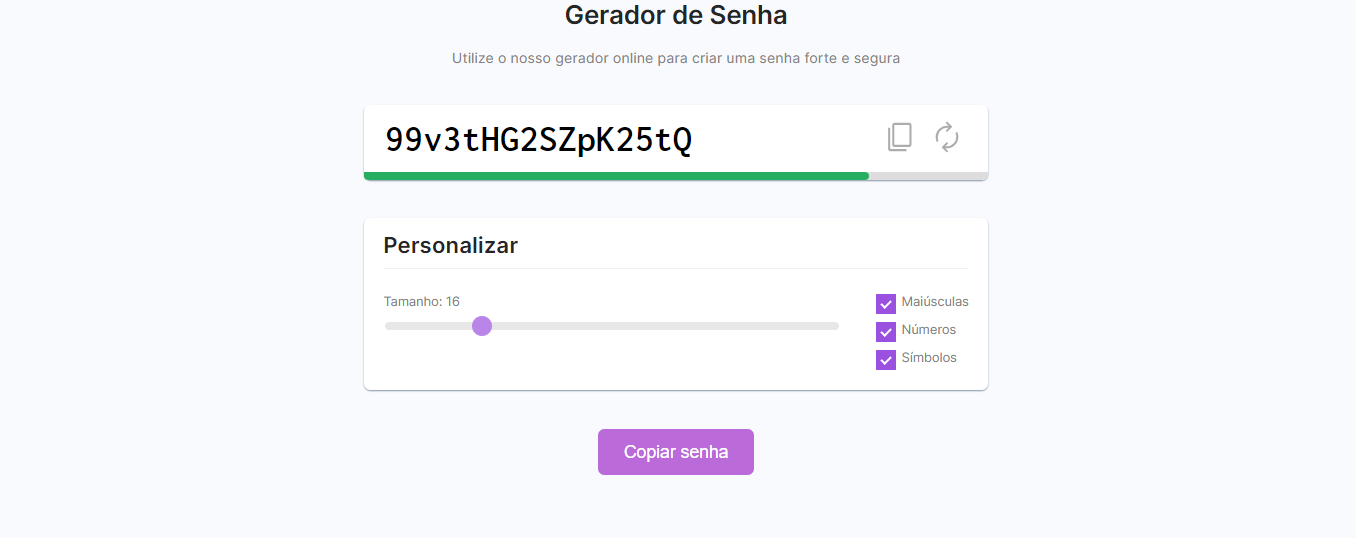 Gerador de Senha
Utilize o nosso gerador online para criar uma senha forte e segura
99v3tHG2SZpK25tQ
Personalizar
Tamanho: 16
Maiúsculas
Números
Símbolos
Copiar senha